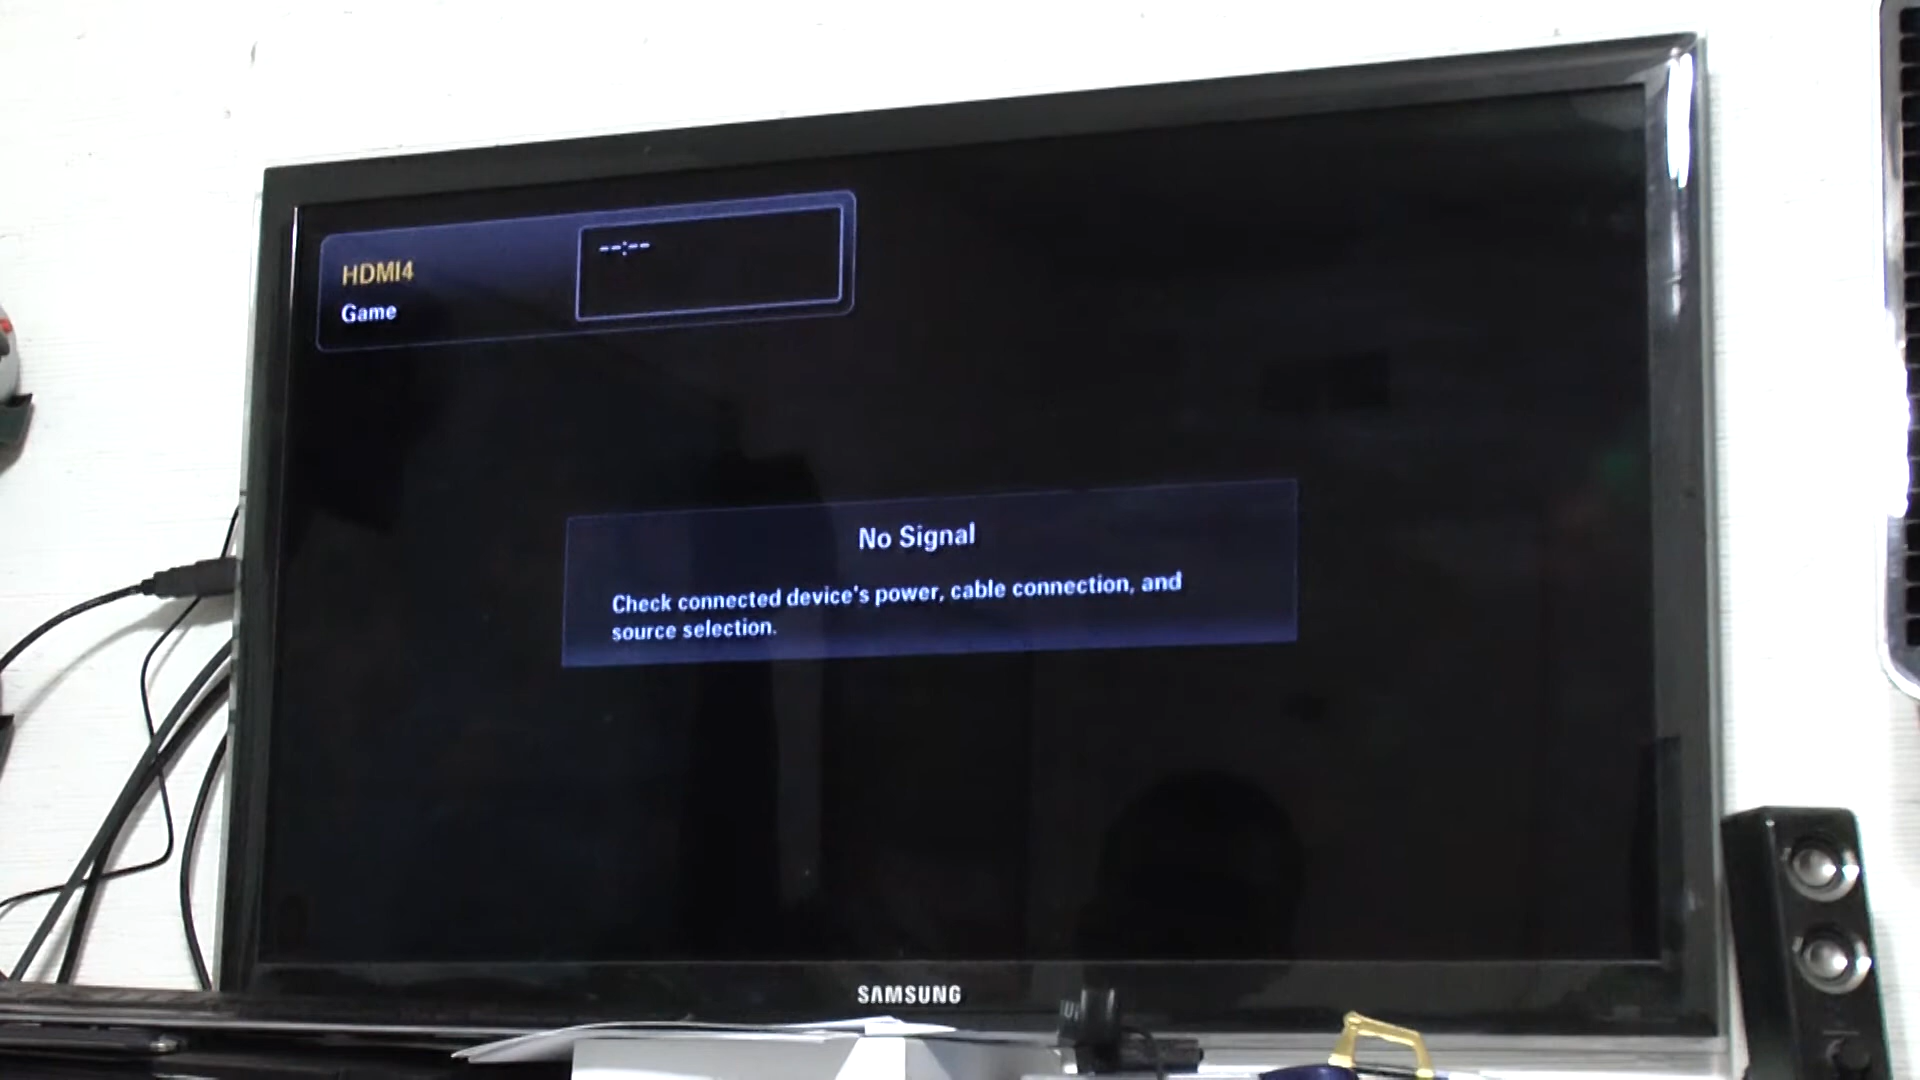 HDMI4
--:--
Game
No Signal
Check connected device's power, cable connection, and
source selection.
SAMSUNG